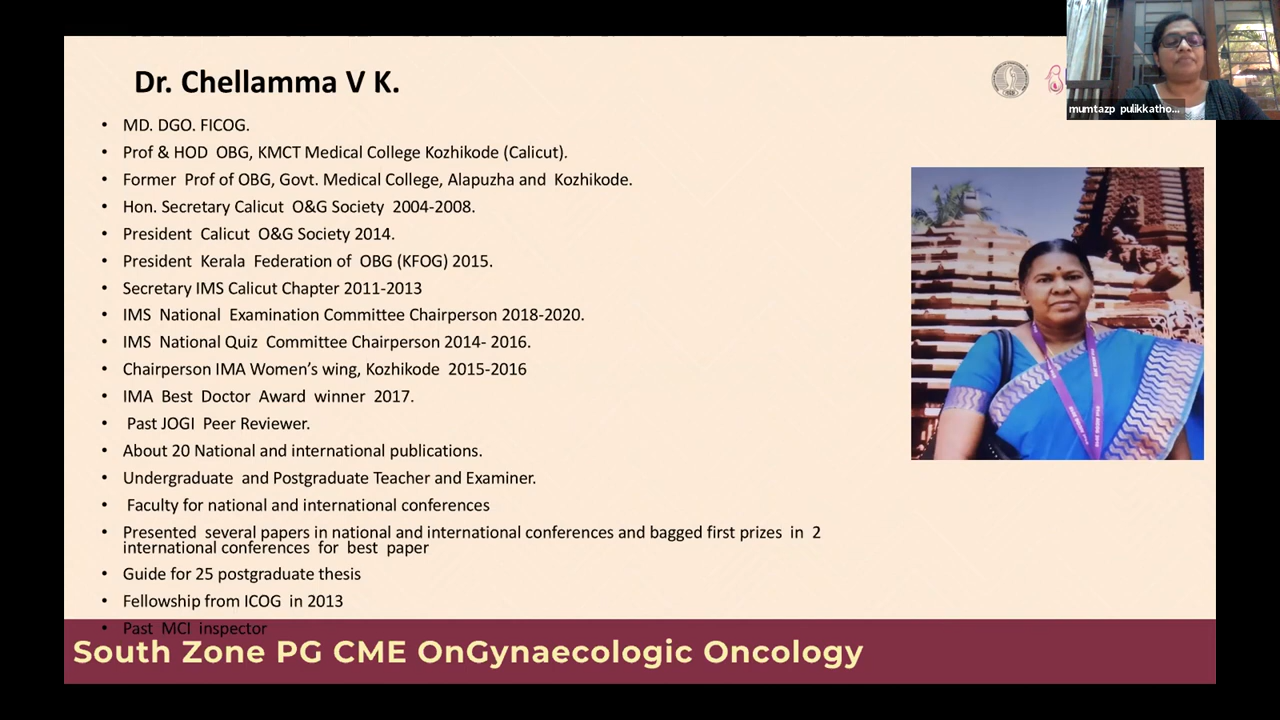 Dr. Chellamma V K.
mumtazp pulikkatho...
• MD. DGO. FICOG.
• Prof & HOD OBG, KMCT Medical College Kozhikode (Calicut).
• Former Prof of OBG, Govt. Medical College, Alapuzha and Kozhikode.
• Hon. Secretary Calicut O&G Society 2004-2008.
• President Calicut O&G Society 2014.
• President Kerala Federation of OBG (KFOG) 2015.
• Secretary IMS Calicut Chapter 2011-2013
• IMS National Examination Committee Chairperson 2018-2020.
• IMS National Quiz Committee Chairperson 2014- 2016.
• Chairperson IMA Women's wing, Kozhikode 2015-2016
• IMA Best Doctor Award winner 2017.
• Past JOGI Peer Reviewer.
• About 20 National and international publications.
• Undergraduate and Postgraduate Teacher and Examiner.
• Faculty for national and international conferences
• Presented several papers in national and international conferences and bagged first prizes in 2
international conferences for best paper
• Guide for 25 postgraduate thesis
• Fellowship from ICOG in 2013
• Past MCI inspector
South Zone PG CME OnGynaecologic Oncology